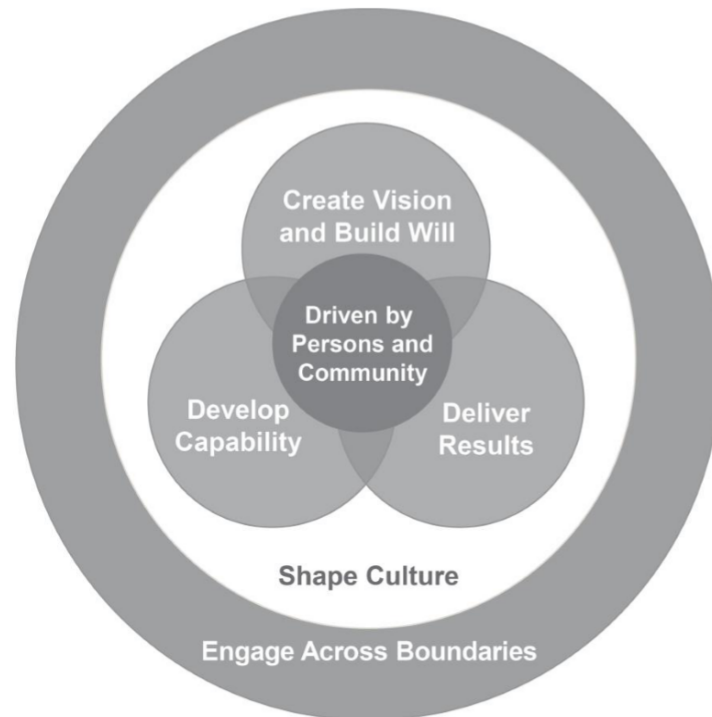 Create Vision
and Build Will
Driven by
Persons and
Community
Develop
Capability
Deliver
Results
Shape Culture
Engage Across Boundaries